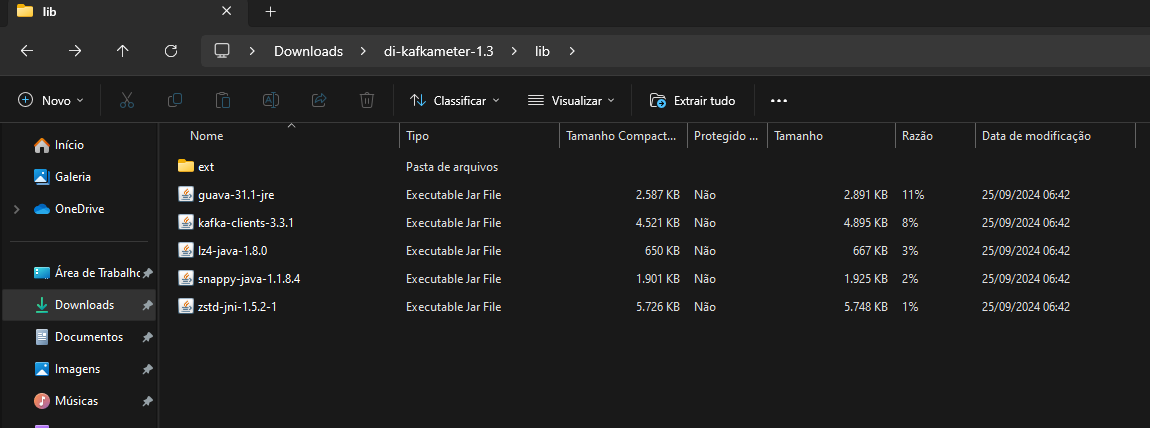 lib
Downloads > di-kafkameter-1.3 > lib >
Novo Classificar Visualizar Extrair tudo
Nome Tipo Tamanho Compact... Protegido ... Tamanho Razão Data de modificação
Início
Galeria
OneDrive
Área de Trabalho
Downloads
Documentos
Imagens
Músicas
ext Pasta de arquivos
guava-31.1-jre Executable Jar File 2.587 KB Não 2.891 KB 11% 25/09/2024 06:42
kafka-clients-3.3.1 Executable Jar File 4.521 KB Não 4.895 KB 8% 25/09/2024 06:42
lz4-java-1.8.0 Executable Jar File 650 KB Não 667 KB 3% 25/09/2024 06:42
snappy-java-1.1.8.4 Executable Jar File 1.901 KB Não 1.925 KB 2% 25/09/2024 06:42
zstd-jni-1.5.2-1 Executable Jar File 5.726 KB Não 5.748 KB 1% 25/09/2024 06:42